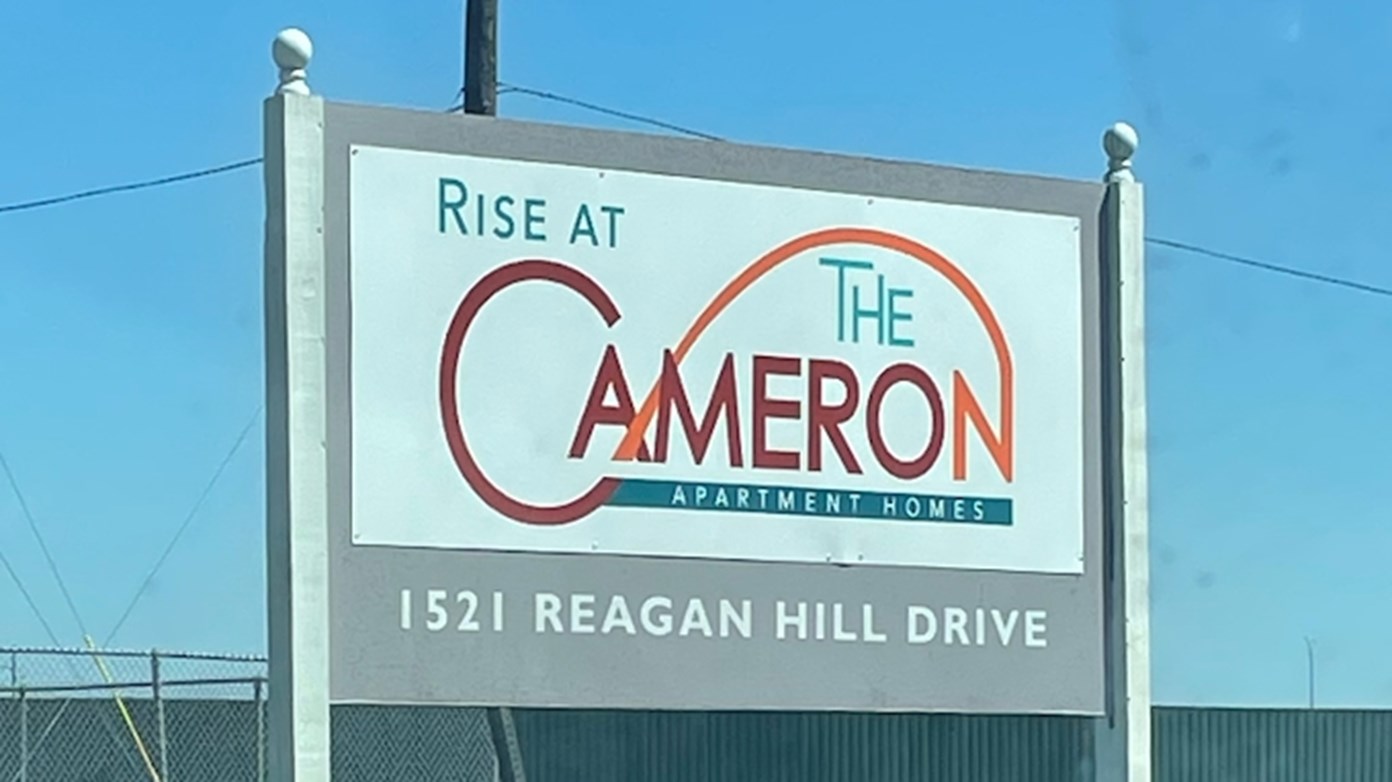 RISE AT
THE
CAMERON
APARTMENT HOMES
1521 REAGAN HILL DRIVE